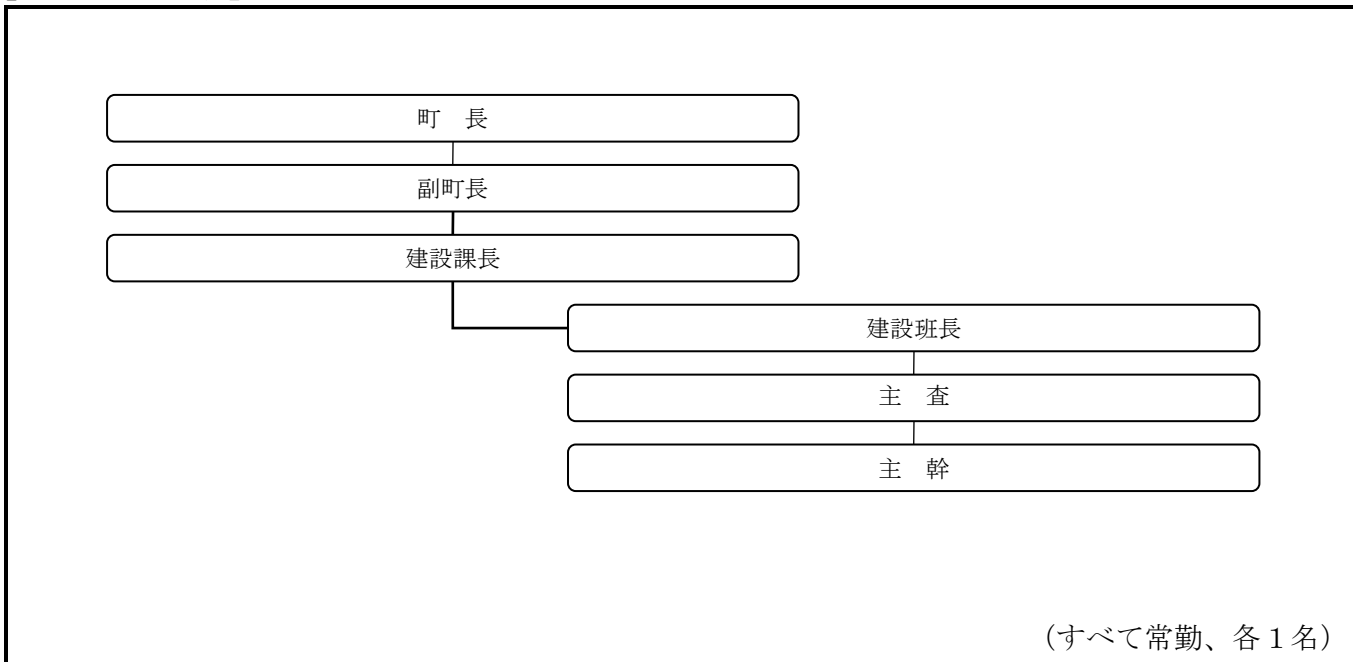 町　長
副町長
建設課長
建設班長
主　査
主　幹
（すべて常勤、各１名）